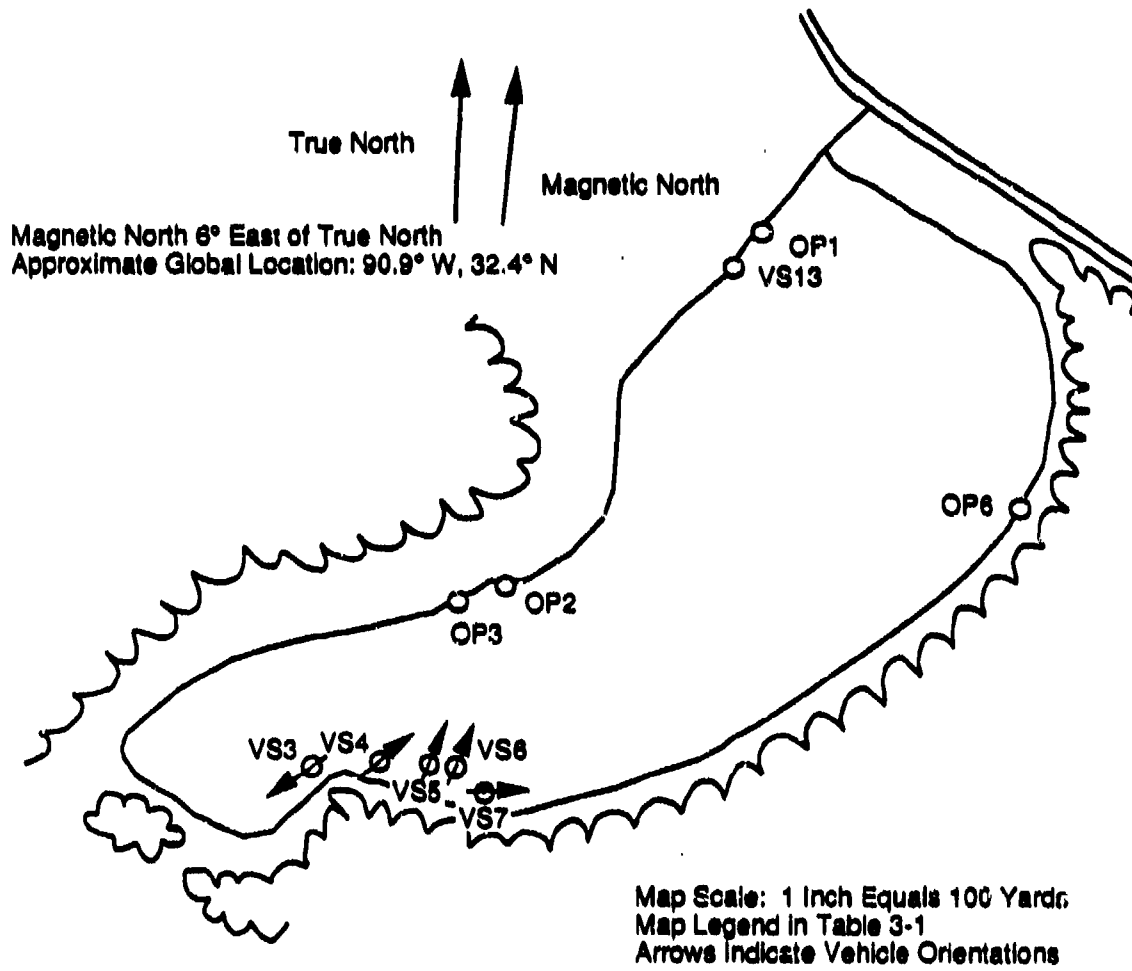 True North
Magnetic North
Magnetic North 6° East of True North
Approximate Global Location: 90.9° W, 32.4° N
OP1
VS13
OP6
OP2
OP3
VS3
VS4
VS6
VS5
VS7
Map Scale: 1 Inch Equals 100 Yards
Map Legend in Table 3-1
Arrows Indicate Vehicle Orientations